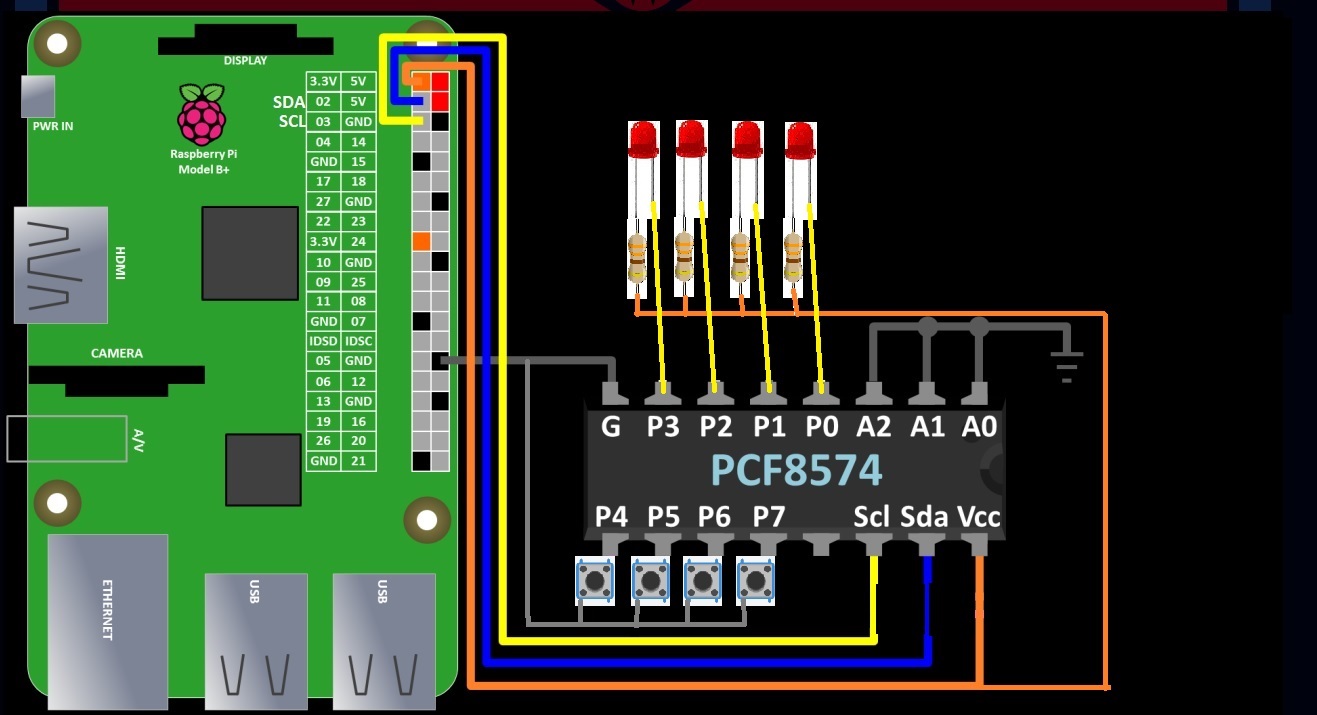 DISPLAY
PWR IN
Raspberry Pi
Model B+
SDA
SCL
3.3V 5V
02 5V
03 GND
04 14
GND 15
17 18
27 GND
22 23
3.3V 24
10 GND
09 25
11 08
GND 07
IDSD IDSC
05 GND
06 12
13 GND
19 16
26 20
GND 21
HDMI
CAMERA
A/V
ETHERNET
USB
USB
G P3 P2 P1 P0 A2 A1 A0
PCF8574
P4 P5 P6 P7 Scl Sda Vcc